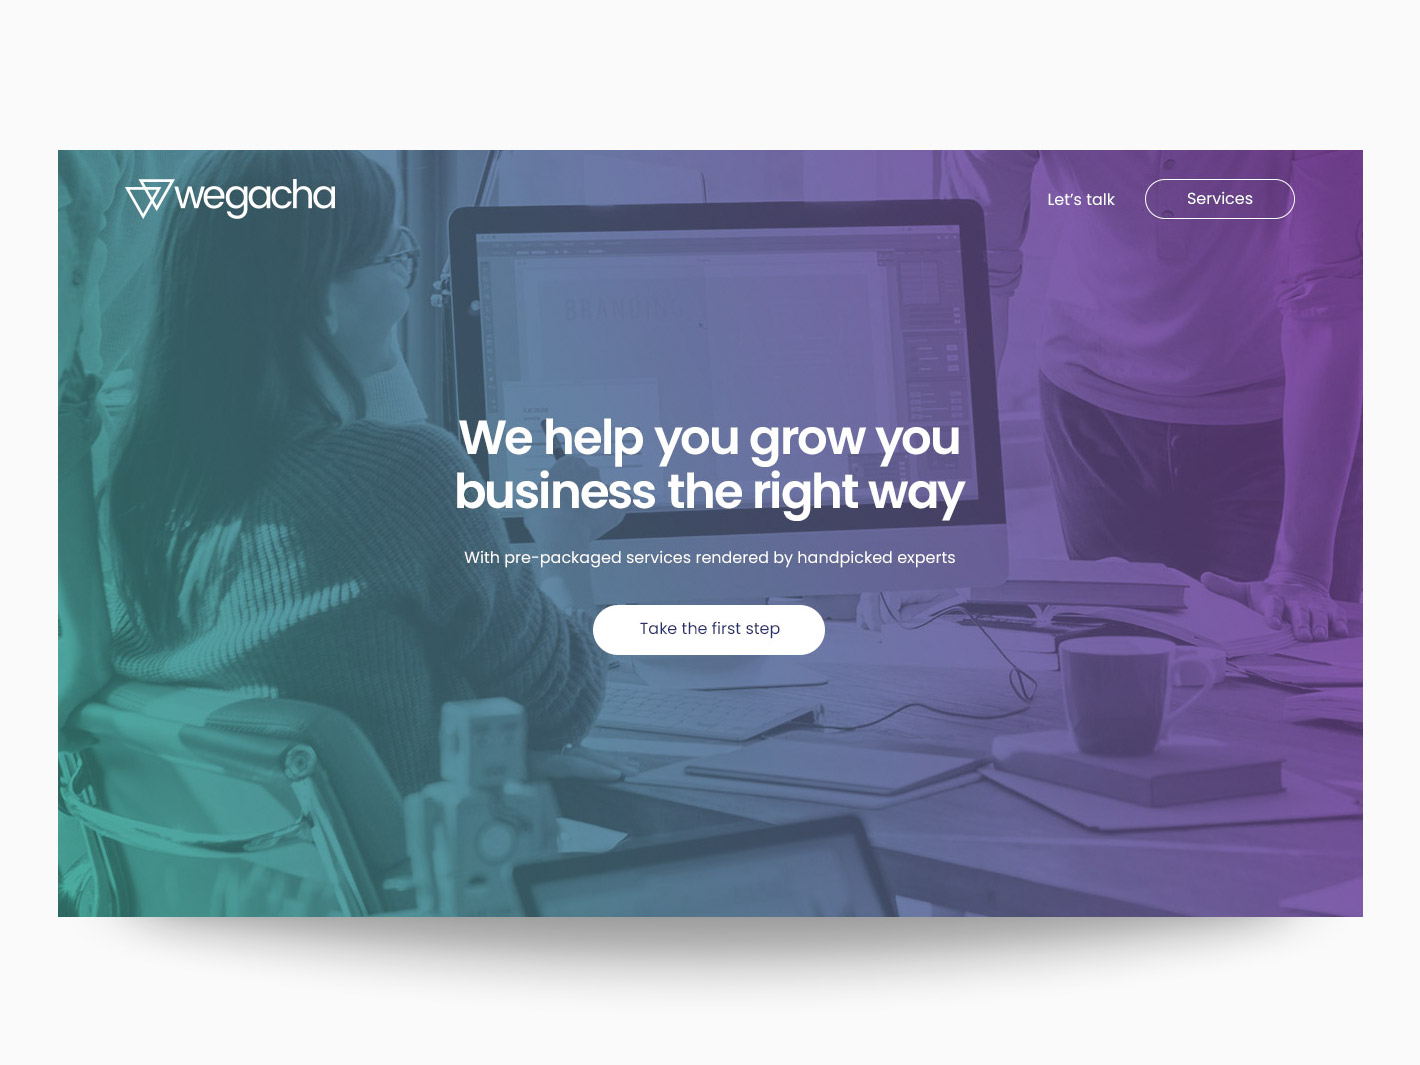 wegacha
Let’s talk
Services
BRANDING
We help you grow you
business the right way
With pre-packaged services rendered by handpicked experts
Take the first step